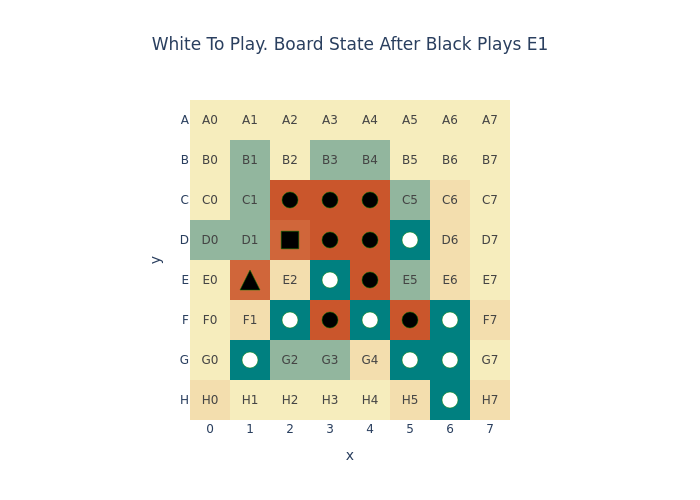 White To Play. Board State After Black Plays E1
A A0 A1 A2 A3 A4 A5 A6 A7
B B0 B1 B2 B3 B4 B5 B6 B7
C C0 C1 C5 C6 C7
D D0 D1 D6 D7
y
E E0 E2 E5 E6 E7
F F0 F1 F7
G G0 G2 G3 G4 G7
H H0 H1 H2 H3 H4 H5 H7
0 1 2 3 4 5 6 7
x